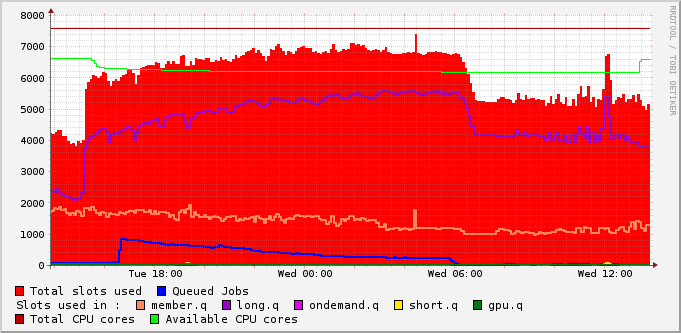 RRDTOOL / TOBI OETIKER
8000
7000
6000
5000
4000
3000
2000
1000
0
Tue 18:00 Wed 00:00 Wed 06:00 Wed 12:00
Total slots used Queued Jobs
Slots used in : member.q long.q ondemand.q short.q gpu.q
Total CPU cores Available CPU cores